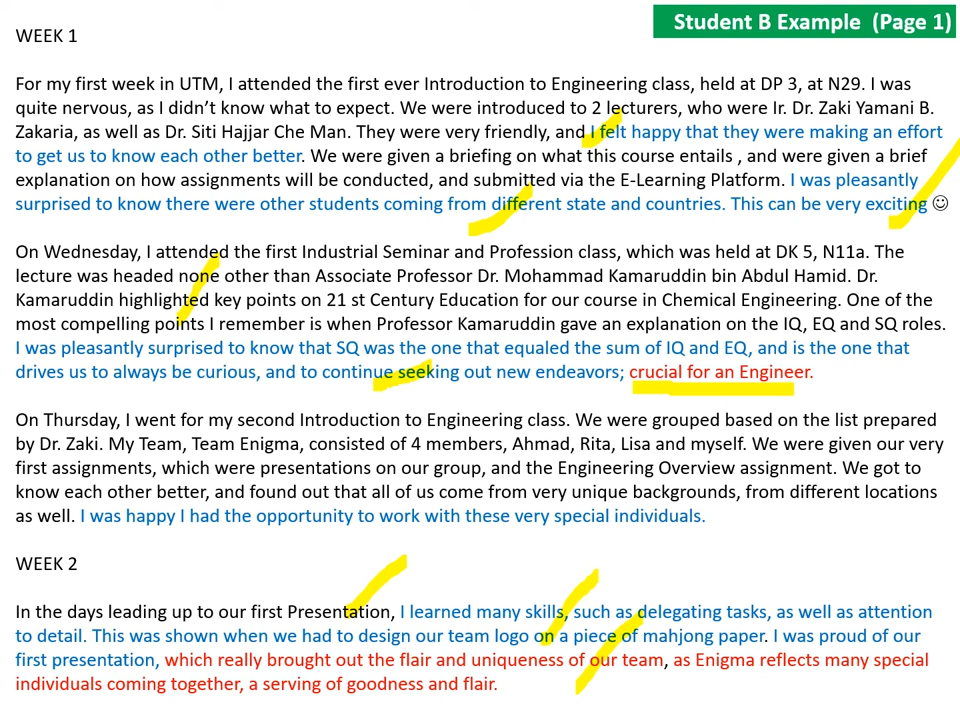 Student B Example  (Page 1)
WEEK 1
For my first week in UTM, I attended the first ever Introduction to Engineering class, held at DP 3, at N29. I was
quite nervous, as I didn’t know what to expect. We were introduced to 2 lecturers, who were Ir. Dr. Zaki Yamani B.
Zakaria, as well as Dr. Siti Hajjar Che Man. They were very friendly, and I felt happy that they were making an effort
to get us to know each other better. We were given a briefing on what this course entails , and were given a brief
explanation on how assignments will be conducted, and submitted via the E-Learning Platform. I was pleasantly
surprised to know there were other students coming from different state and countries. This can be very exciting ☺
On Wednesday, I attended the first Industrial Seminar and Profession class, which was held at DK 5, N11a. The
lecture was headed none other than Associate Professor Dr. Mohammad Kamaruddin bin Abdul Hamid. Dr.
Kamaruddin highlighted key points on 21 st Century Education for our course in Chemical Engineering. One of the
most compelling points I remember is when Professor Kamaruddin gave an explanation on the IQ, EQ and SQ roles.
I was pleasantly surprised to know that SQ was the one that equaled the sum of IQ and EQ, and is the one that
drives us to always be curious, and to continue seeking out new endeavors; crucial for an Engineer.
On Thursday, I went for my second Introduction to Engineering class. We were grouped based on the list prepared
by Dr. Zaki. My Team, Team Enigma, consisted of 4 members, Ahmad, Rita, Lisa and myself. We were given our very
first assignments, which were presentations on our group, and the Engineering Overview assignment. We got to
know each other better, and found out that all of us come from very unique backgrounds, from different locations
as well. I was happy I had the opportunity to work with these very special individuals.
WEEK 2
In the days leading up to our first Presentation, I learned many skills, such as delegating tasks, as well as attention
to detail. This was shown when we had to design our team logo on a piece of mahjong paper. I was proud of our
first presentation, which really brought out the flair and uniqueness of our team, as Enigma reflects many special
individuals coming together, a serving of goodness and flair.